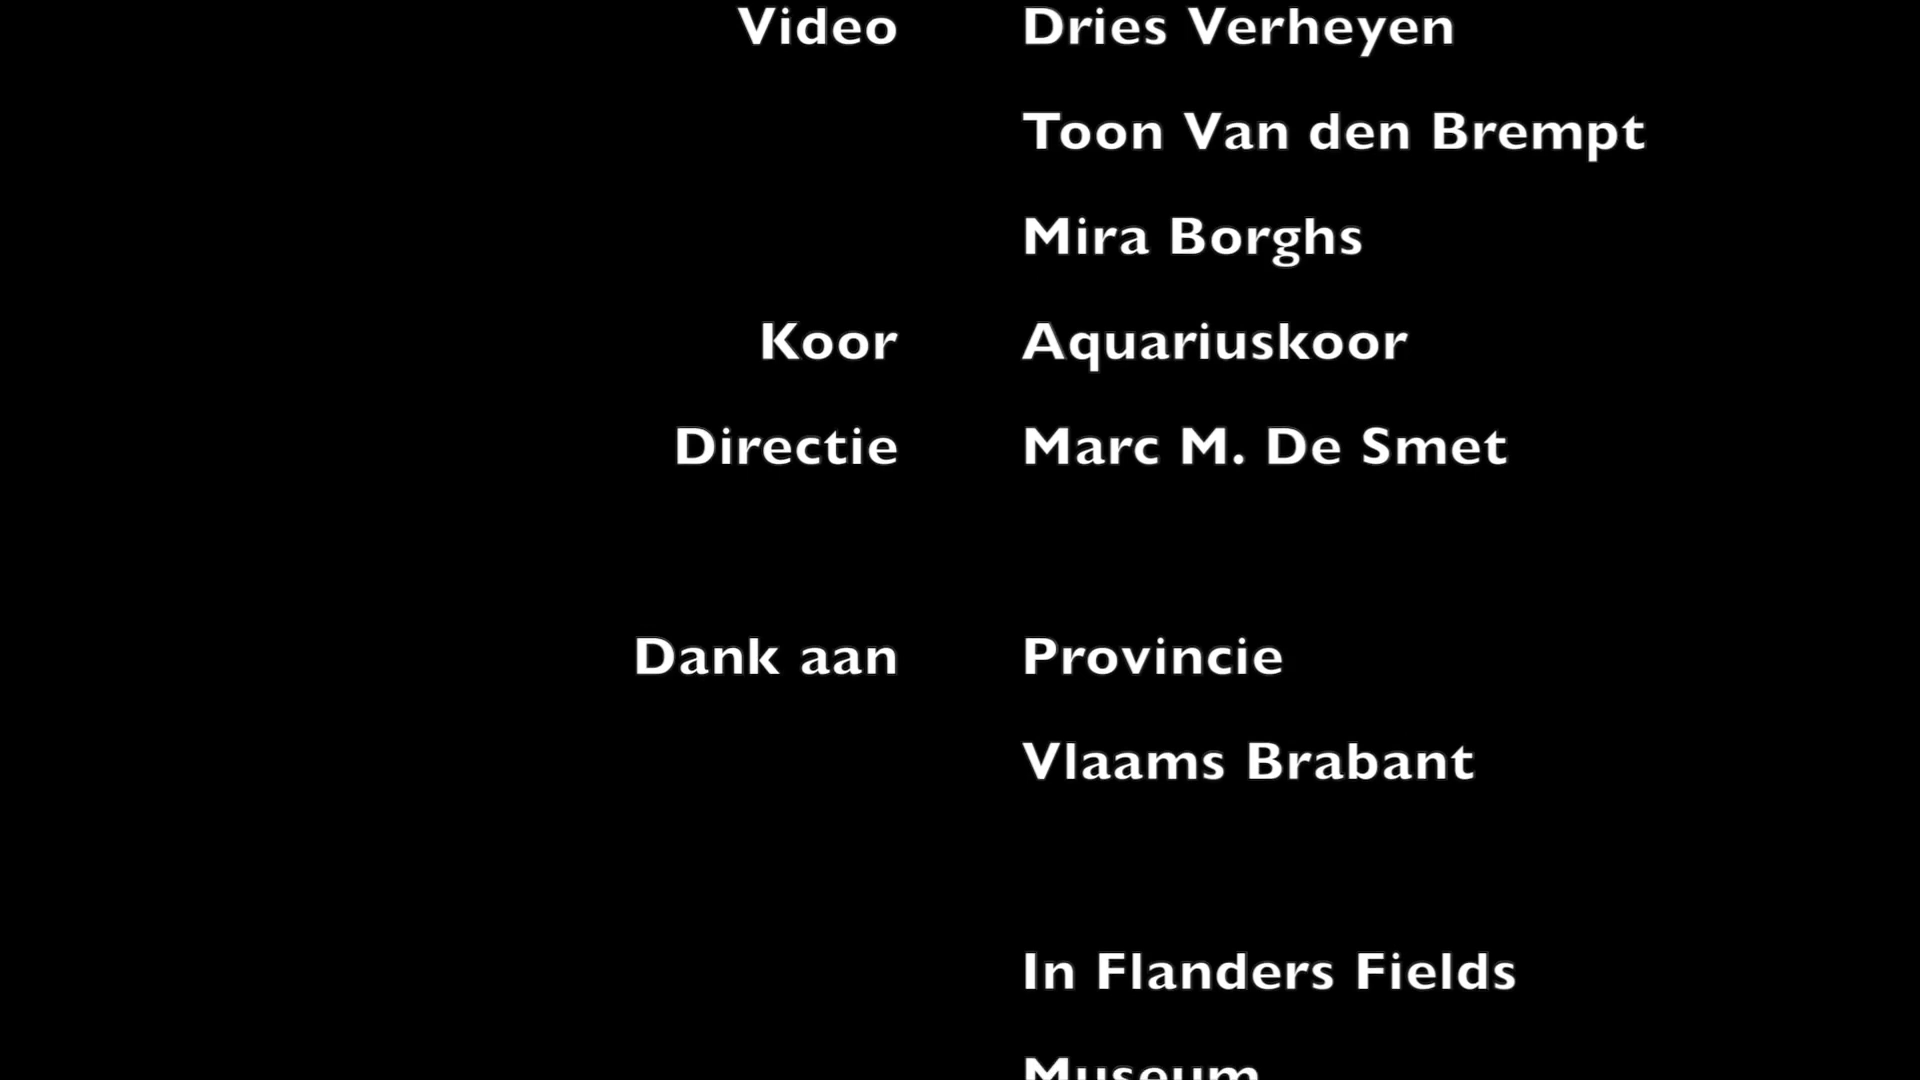 Video Dries Verheyen
Toon Van den Brempt
Mira Borghs
Koor Aquariuskoor
Directie Marc M. De Smet
Dank aan Provincie
Vlaams Brabant
In Flanders Fields
Museum